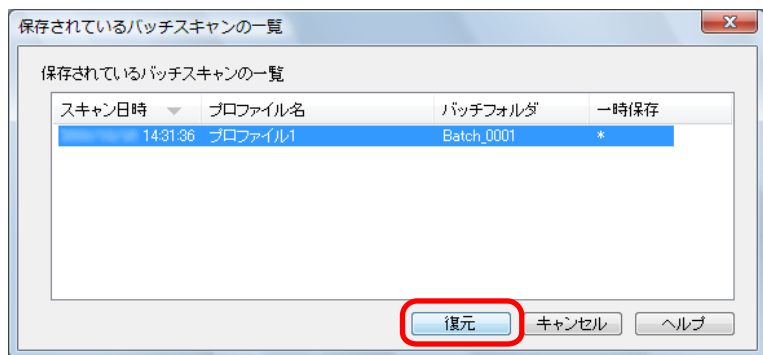 保存されているバッチスキャンの一覧
保存されているバッチスキャンの一覧
スキャン日時 プロファイル名 バッチフォルダ 一時保存
14:31:36 プロファイル1 Batch_0001 *
復元 キャンセル ヘルプ